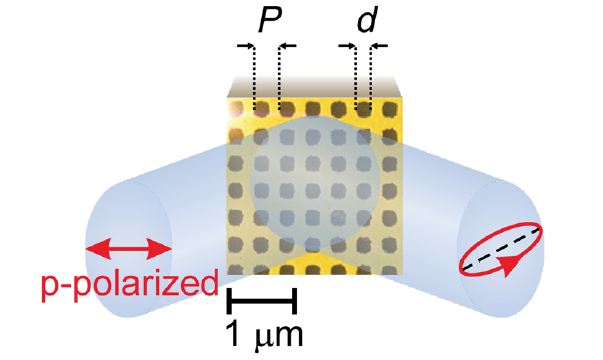 P d
p-polarized
1 μm